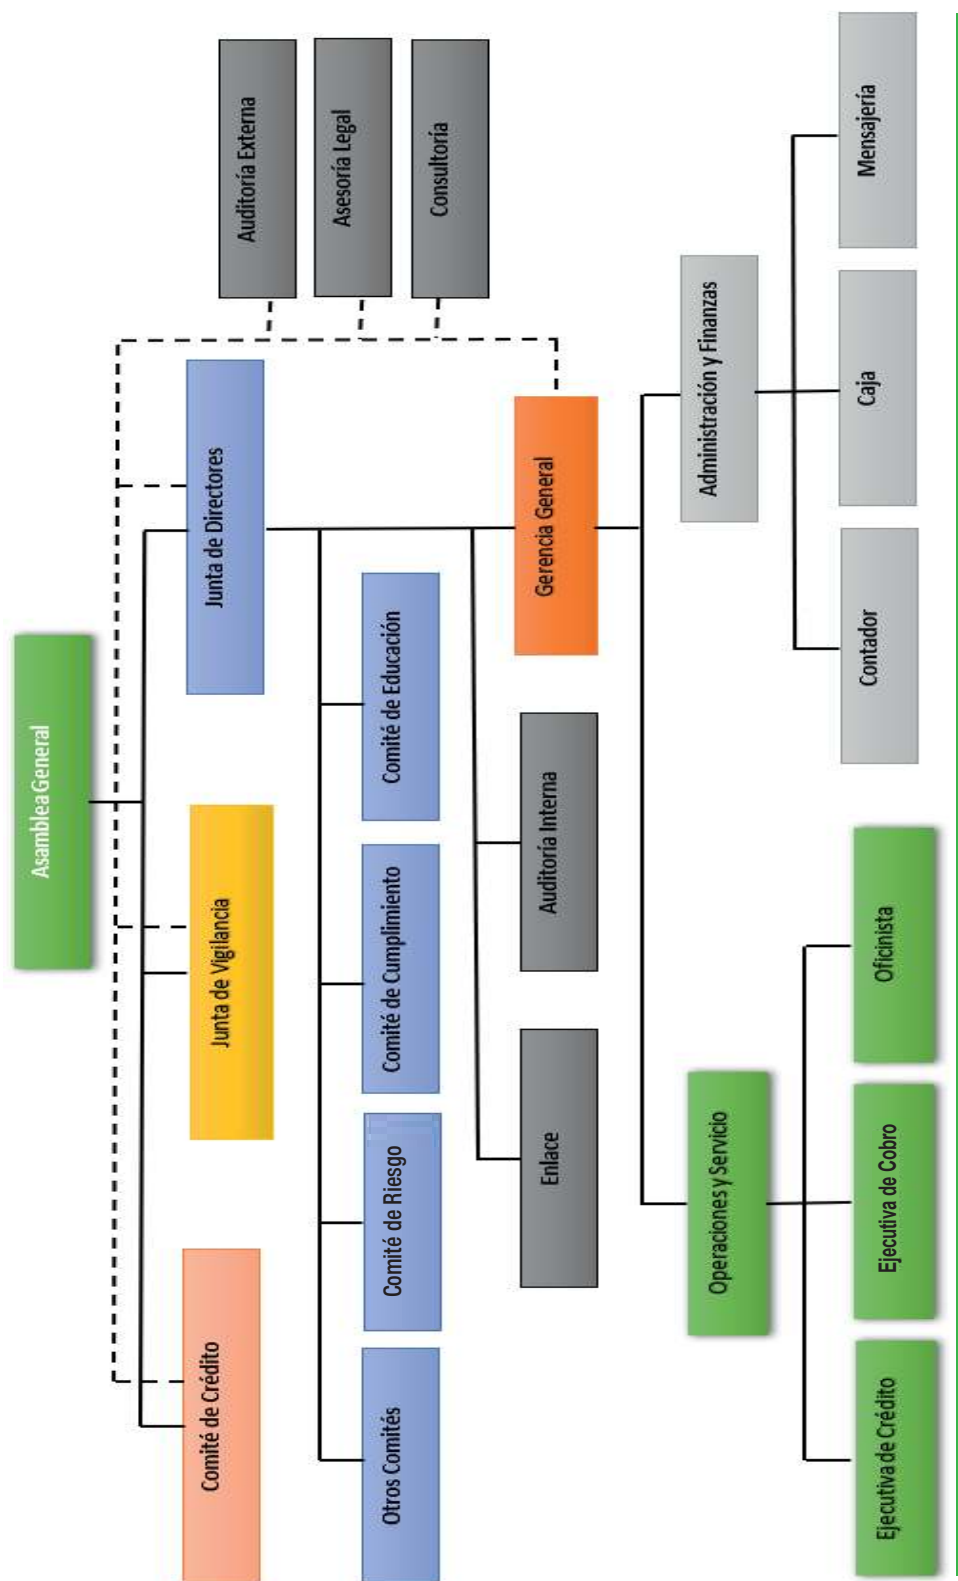 Asamblea General
Comité de Crédito
Junta de Vigilancia
Junta de Directores
Auditoría Externa
Asesoría Legal
Consultoría
Otros Comités
Comité de Riesgo
Comité de Cumplimiento
Comité de Educación
Enlace
Auditoría Interna
Gerencia General
Operaciones y Servicio
Administración y Finanzas
Ejecutiva de Crédito
Ejecutiva de Cobro
Oficinista
Contador
Caja
Mensajería